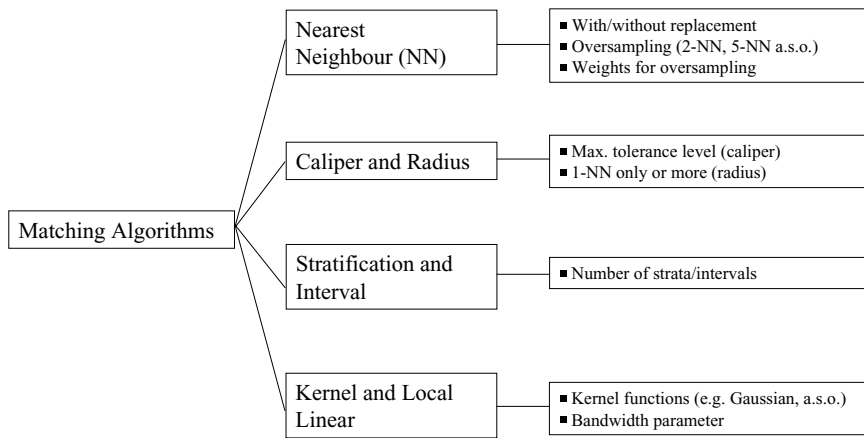 Nearest
Neighbour (NN)
■ With/without replacement
■ Oversampling (2-NN, 5-NN a.s.o.)
■ Weights for oversampling
Caliper and Radius
■ Max. tolerance level (caliper)
■ 1-NN only or more (radius)
Matching Algorithms
Stratification and
Interval
■ Number of strata/intervals
Kernel and Local
Linear
■ Kernel functions (e.g. Gaussian, a.s.o.)
■ Bandwidth parameter